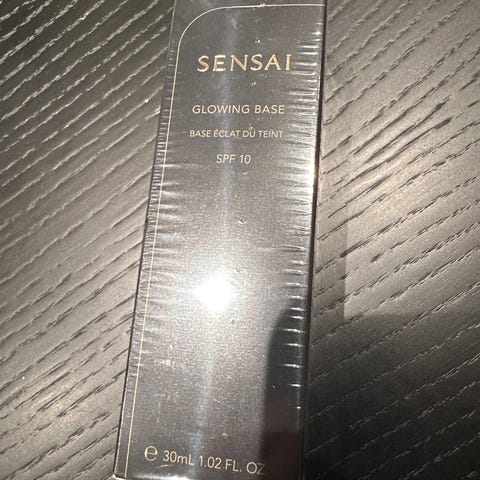 SENSAI
GLOWING BASE
BASE ÉCLAT DU TEINT
SPF 10
℮ 30mL 1.02 FL. OZ